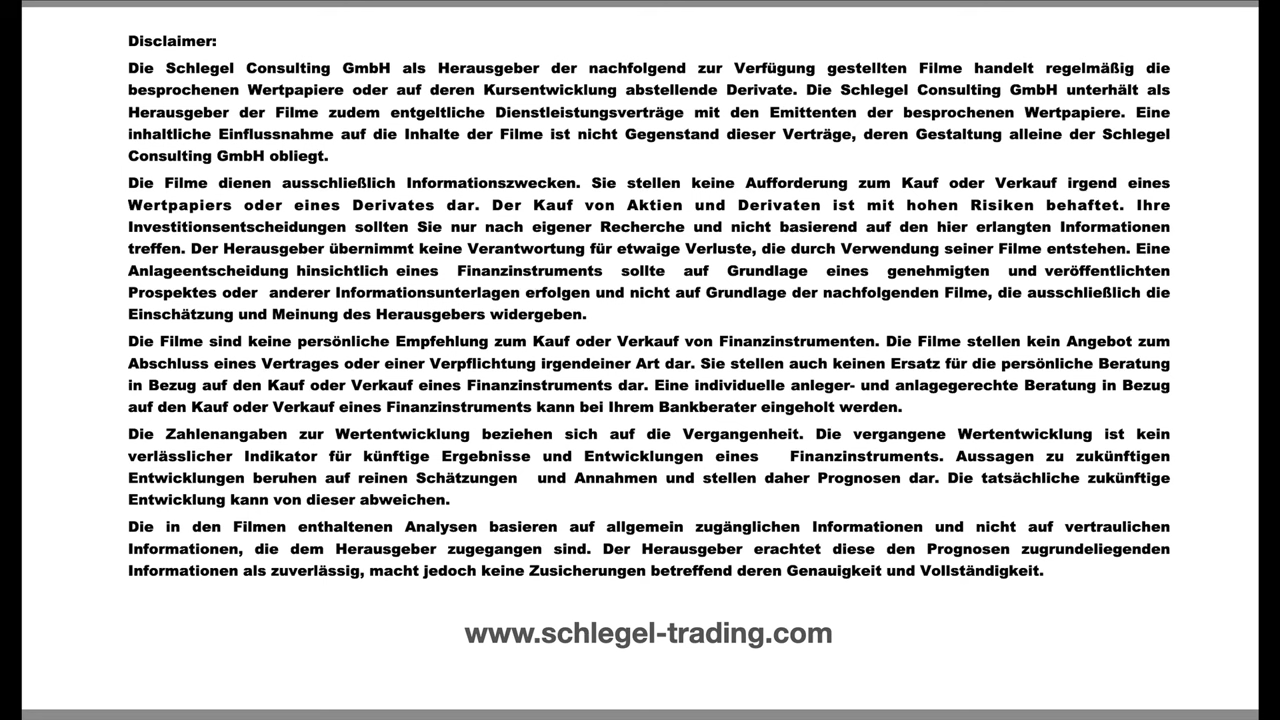 Disclaimer:
Die Schlegel Consulting GmbH als Herausgeber der nachfolgend zur Verfügung gestellten Filme handelt regelmäßig die
besprochenen Wertpapiere oder auf deren Kursentwicklung abstellende Derivate. Die Schlegel Consulting GmbH unterhält als
Herausgeber der Filme zudem entgeltliche Dienstleistungsverträge mit den Emittenten der besprochenen Wertpapiere. Eine
inhaltliche Einflussnahme auf die Inhalte der Filme ist nicht Gegenstand dieser Verträge, deren Gestaltung alleine der Schlegel
Consulting GmbH obliegt.
Die Filme dienen ausschließlich Informationszwecken. Sie stellen keine Aufforderung zum Kauf oder Verkauf irgend eines
Wertpapiers oder eines Derivates dar. Der Kauf von Aktien und Derivaten ist mit hohen Risiken behaftet. Ihre
Investitionsentscheidungen sollten Sie nur nach eigener Recherche und nicht basierend auf den hier erlangten Informationen
treffen. Der Herausgeber übernimmt keine Verantwortung für etwaige Verluste, die durch Verwendung seiner Filme entstehen. Eine
Anlageentscheidung hinsichtlich eines Finanzinstruments sollte auf Grundlage eines genehmigten und veröffentlichten
Prospektes oder anderer Informationsunterlagen erfolgen und nicht auf Grundlage der nachfolgenden Filme, die ausschließlich die
Einschätzung und Meinung des Herausgebers widergeben.
Die Filme sind keine persönliche Empfehlung zum Kauf oder Verkauf von Finanzinstrumenten. Die Filme stellen kein Angebot zum
Abschluss eines Vertrages oder einer Verpflichtung irgendeiner Art dar. Sie stellen auch keinen Ersatz für die persönliche Beratung
in Bezug auf den Kauf oder Verkauf eines Finanzinstruments dar. Eine individuelle anleger- und anlagegerechte Beratung in Bezug
auf den Kauf oder Verkauf eines Finanzinstruments kann bei Ihrem Bankberater eingeholt werden.
Die Zahlenangaben zur Wertentwicklung beziehen sich auf die Vergangenheit. Die vergangene Wertentwicklung ist kein
verlässlicher Indikator für künftige Ergebnisse und Entwicklungen eines Finanzinstruments. Aussagen zu zukünftigen
Entwicklungen beruhen auf reinen Schätzungen und Annahmen und stellen daher Prognosen dar. Die tatsächliche zukünftige
Entwicklung kann von dieser abweichen.
Die in den Filmen enthaltenen Analysen basieren auf allgemein zugänglichen Informationen und nicht auf vertraulichen
Informationen, die dem Herausgeber zugegangen sind. Der Herausgeber erachtet diese den Prognosen zugrundeliegenden
Informationen als zuverlässig, macht jedoch keine Zusicherungen betreffend deren Genauigkeit und Vollständigkeit.
www.schlegel-trading.com